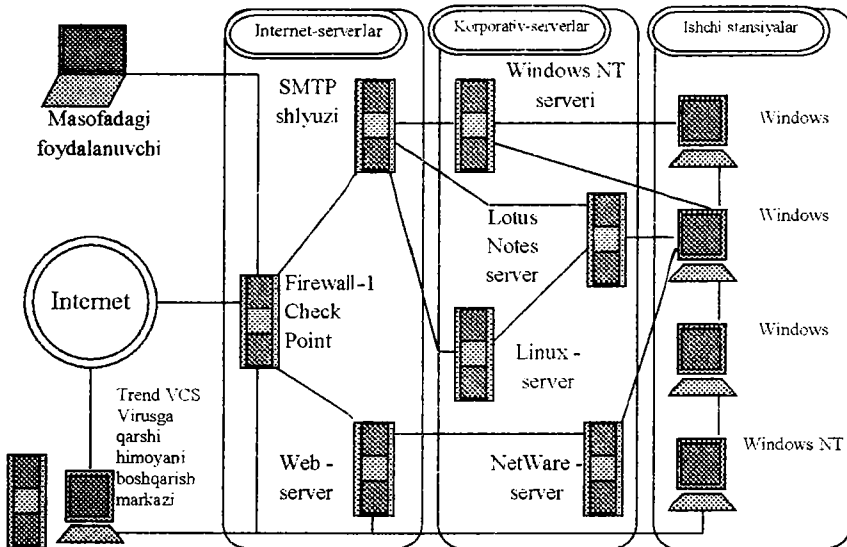 Internet-serverlar
Korporativ-serverlar
Ishchi stansiyalar
Masofadagi
foydalanuvchi
SMTP
shlyuzi
Windows NT
serveri
Windows
Lotus
Notes
server
Windows
Internet
Firewall-1
Check
Point
Linux -
server
Windows
Trend VCS
Virusga
qarshi
himoyani
boshqarish
markazi
Web -
server
NetWare -
server
Windows NT